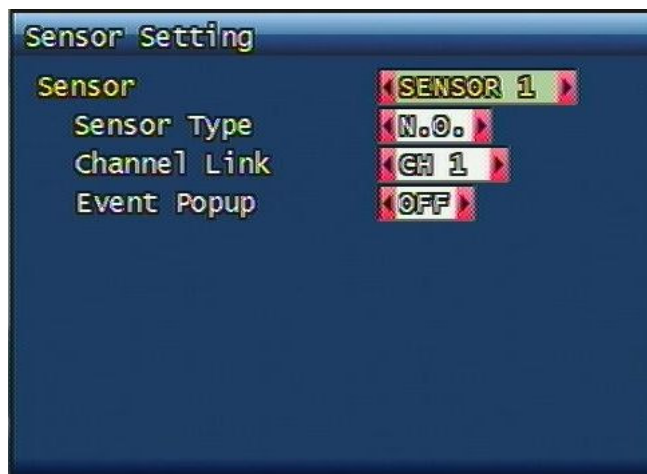 Sensor Setting
Sensor SENSOR 1
Sensor Type N.O.
Channel Link CH 1
Event Popup OFF